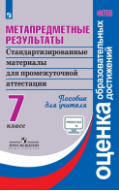 ФГОС
МЕТАПРЕДМЕТНЫЕ
РЕЗУЛЬТАТЫ
Стандартизированные
материалы
для промежуточной
аттестации
7
класс
Пособие
для учителя
оценка
образовательных
достижений
ПРОСВЕЩЕНИЕ